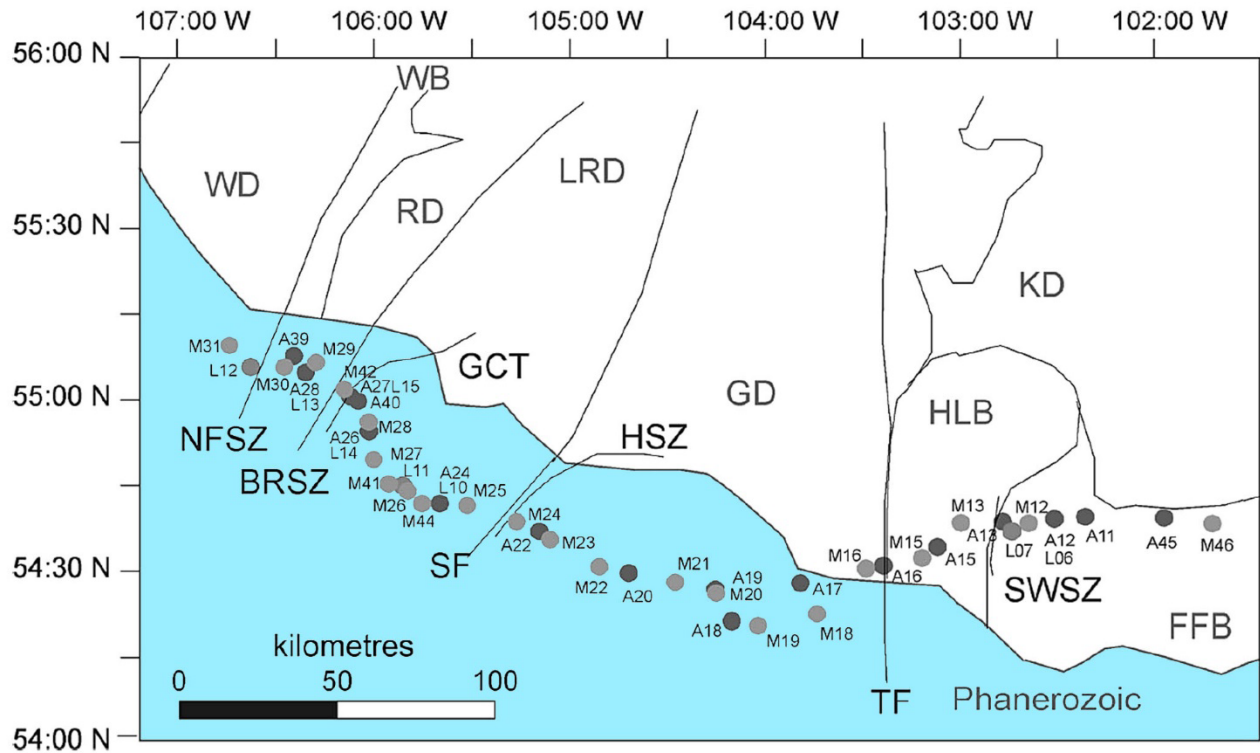 107:00 W 106:00 W 105:00 W 104:00 W 103:00 W 102:00 W
56:00 N
WB
WD
LRD
RD
55:30 N
KD
M31
A39
M29
L12
M30
A28
L13
M42
A27L15
A40
GCT
55:00 N
GD
HLB
NFSZ
A26
L14
M28
HSZ
BRSZ
M27
L11
M41
A24
L10
M25
M26
M44
M24
A22
M23
M13
M12
A13
L07
A12
L06
A11
A45
M46
SF
54:30 N
M22
A20
M21
A19
M20
A17
M16
A16
M15
A15
SWSZ
A18
M19
M18
FFB
kilometres
0 50 100
TF
Phanerozoic
54:00 N